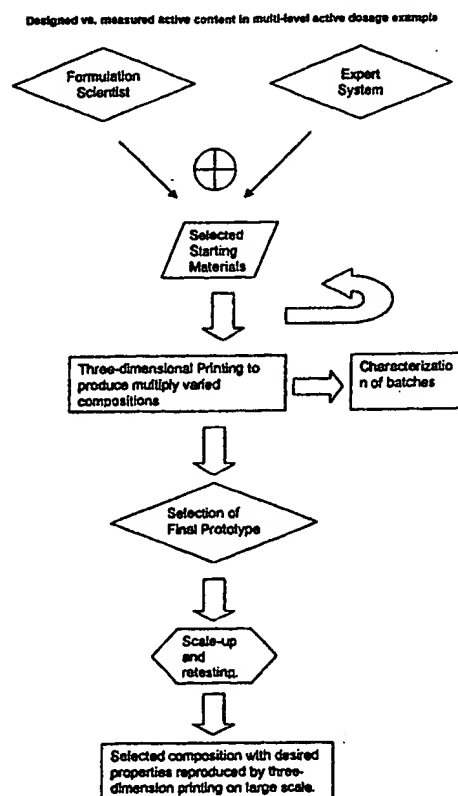 Designed vs. measured active content in multi-level active dosage example
Formulation
Scientist
Expert
System
Selected
Starting
Materials
Three-dimensional Printing to
produce multiply varied
compositions
Characterizatio
n of batches
Selection of
Final Prototype
Scale-up
and
retesting.
Selected composition with desired
properties reproduced by three-
dimension printing on large scale.